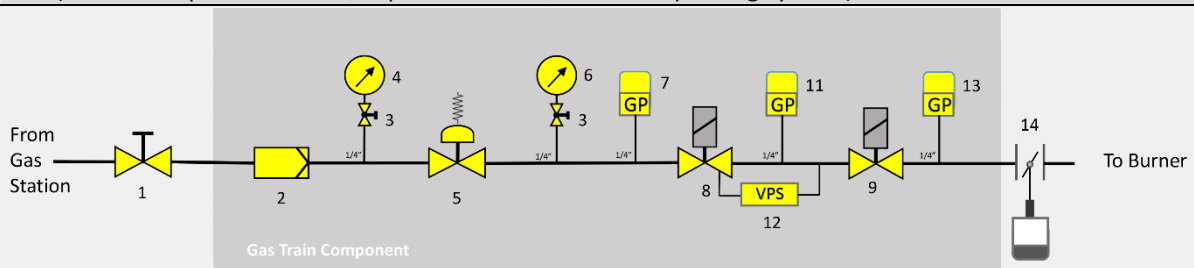 4
6
7
11
13
GP
GP
GP
3
3
14
From
Gas
Station
1/4"
1/4"
1/4"
1/4"
1/4"
To Burner
1
2
5
8
VPS
9
12
Gas Train Component